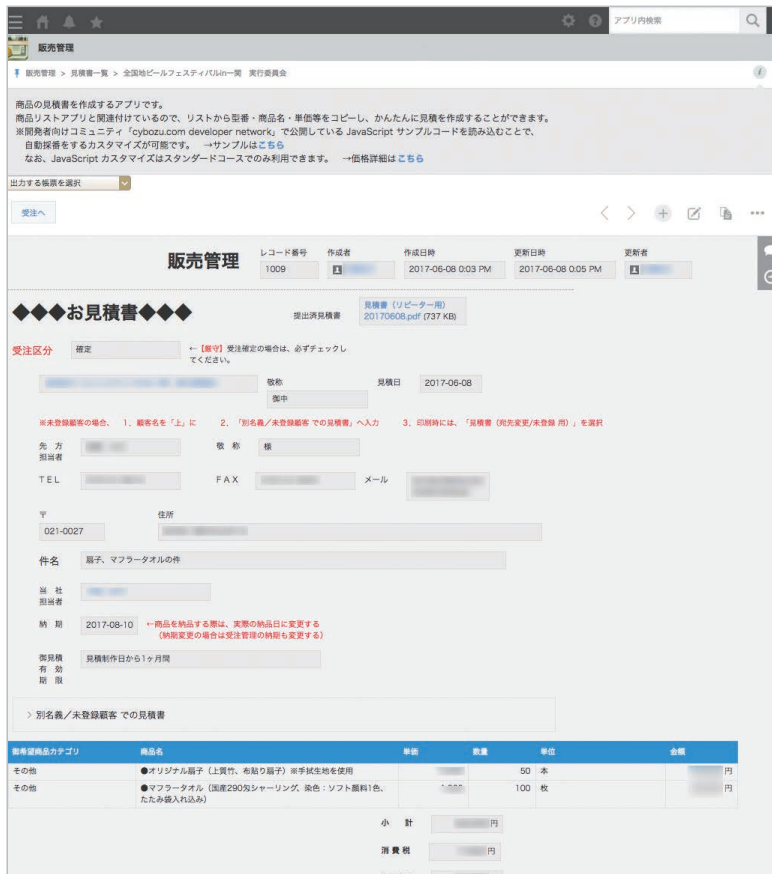 アプリ内検索
販売管理
販売管理 > 見積書一覧 > 全国地ビールフェスティバルin一関 実行委員会
商品の見積書を作成するアプリです。
商品リストアプリと関連付けているので、リストから型番・商品名・単価等をコピーし、かんたんに見積を作成することができます。
※開発者向けコミュニティ「cybozu.com developer network」で公開している JavaScript サンプルコードを読み込むことで、
自動採番をするカスタマイズが可能です。 →サンプルはこちら
なお、JavaScript カスタマイズはスタンダードコースでのみ利用できます。 →価格詳細はこちら
出力する帳票を選択
受注へ
販売管理
レコード番号 作成者 作成日時 更新日時 更新者
1009 2017-06-08 0:03 PM 2017-06-08 0:05 PM
◆◆◆お見積書◆◆◆
提出済見積書
見積書（リピーター用）
20170608.pdf (737 KB)
受注区分 確定 ←【厳守】受注確定の場合は、必ずチェックし
てください。
敬称 見積日 2017-06-08
御中
※未登録顧客の場合、 1．顧客名を「上」に 2．「別名義／未登録顧客 での見積書」へ入力 3．印刷時には、「見積書（宛先変更/未登録 用）」を選択
先 方
担当者
敬 称 様
TEL FAX メール
〒 住所
021-0027
件名 扇子、マフラータオルの件
当 社
担当者
納 期 2017-08-10 ←商品を納品する際は、実際の納品日に変更する
（納期変更の場合は受注管理の納期も変更する）
御見積
有 効
期 限
見積制作日から1ヶ月間
> 別名義／未登録顧客 での見積書
御希望商品カテゴリ 商品名 単価 数量 単位 金額
その他 ●オリジナル扇子（上質竹、布貼り扇子）※手拭生地を使用 50 本 円
その他 ●マフラータオル（国産290匁シャーリング、染色：ソフト顔料1色、
たたみ袋入れ込み） 100 枚 円
小 計 円
消費税 円